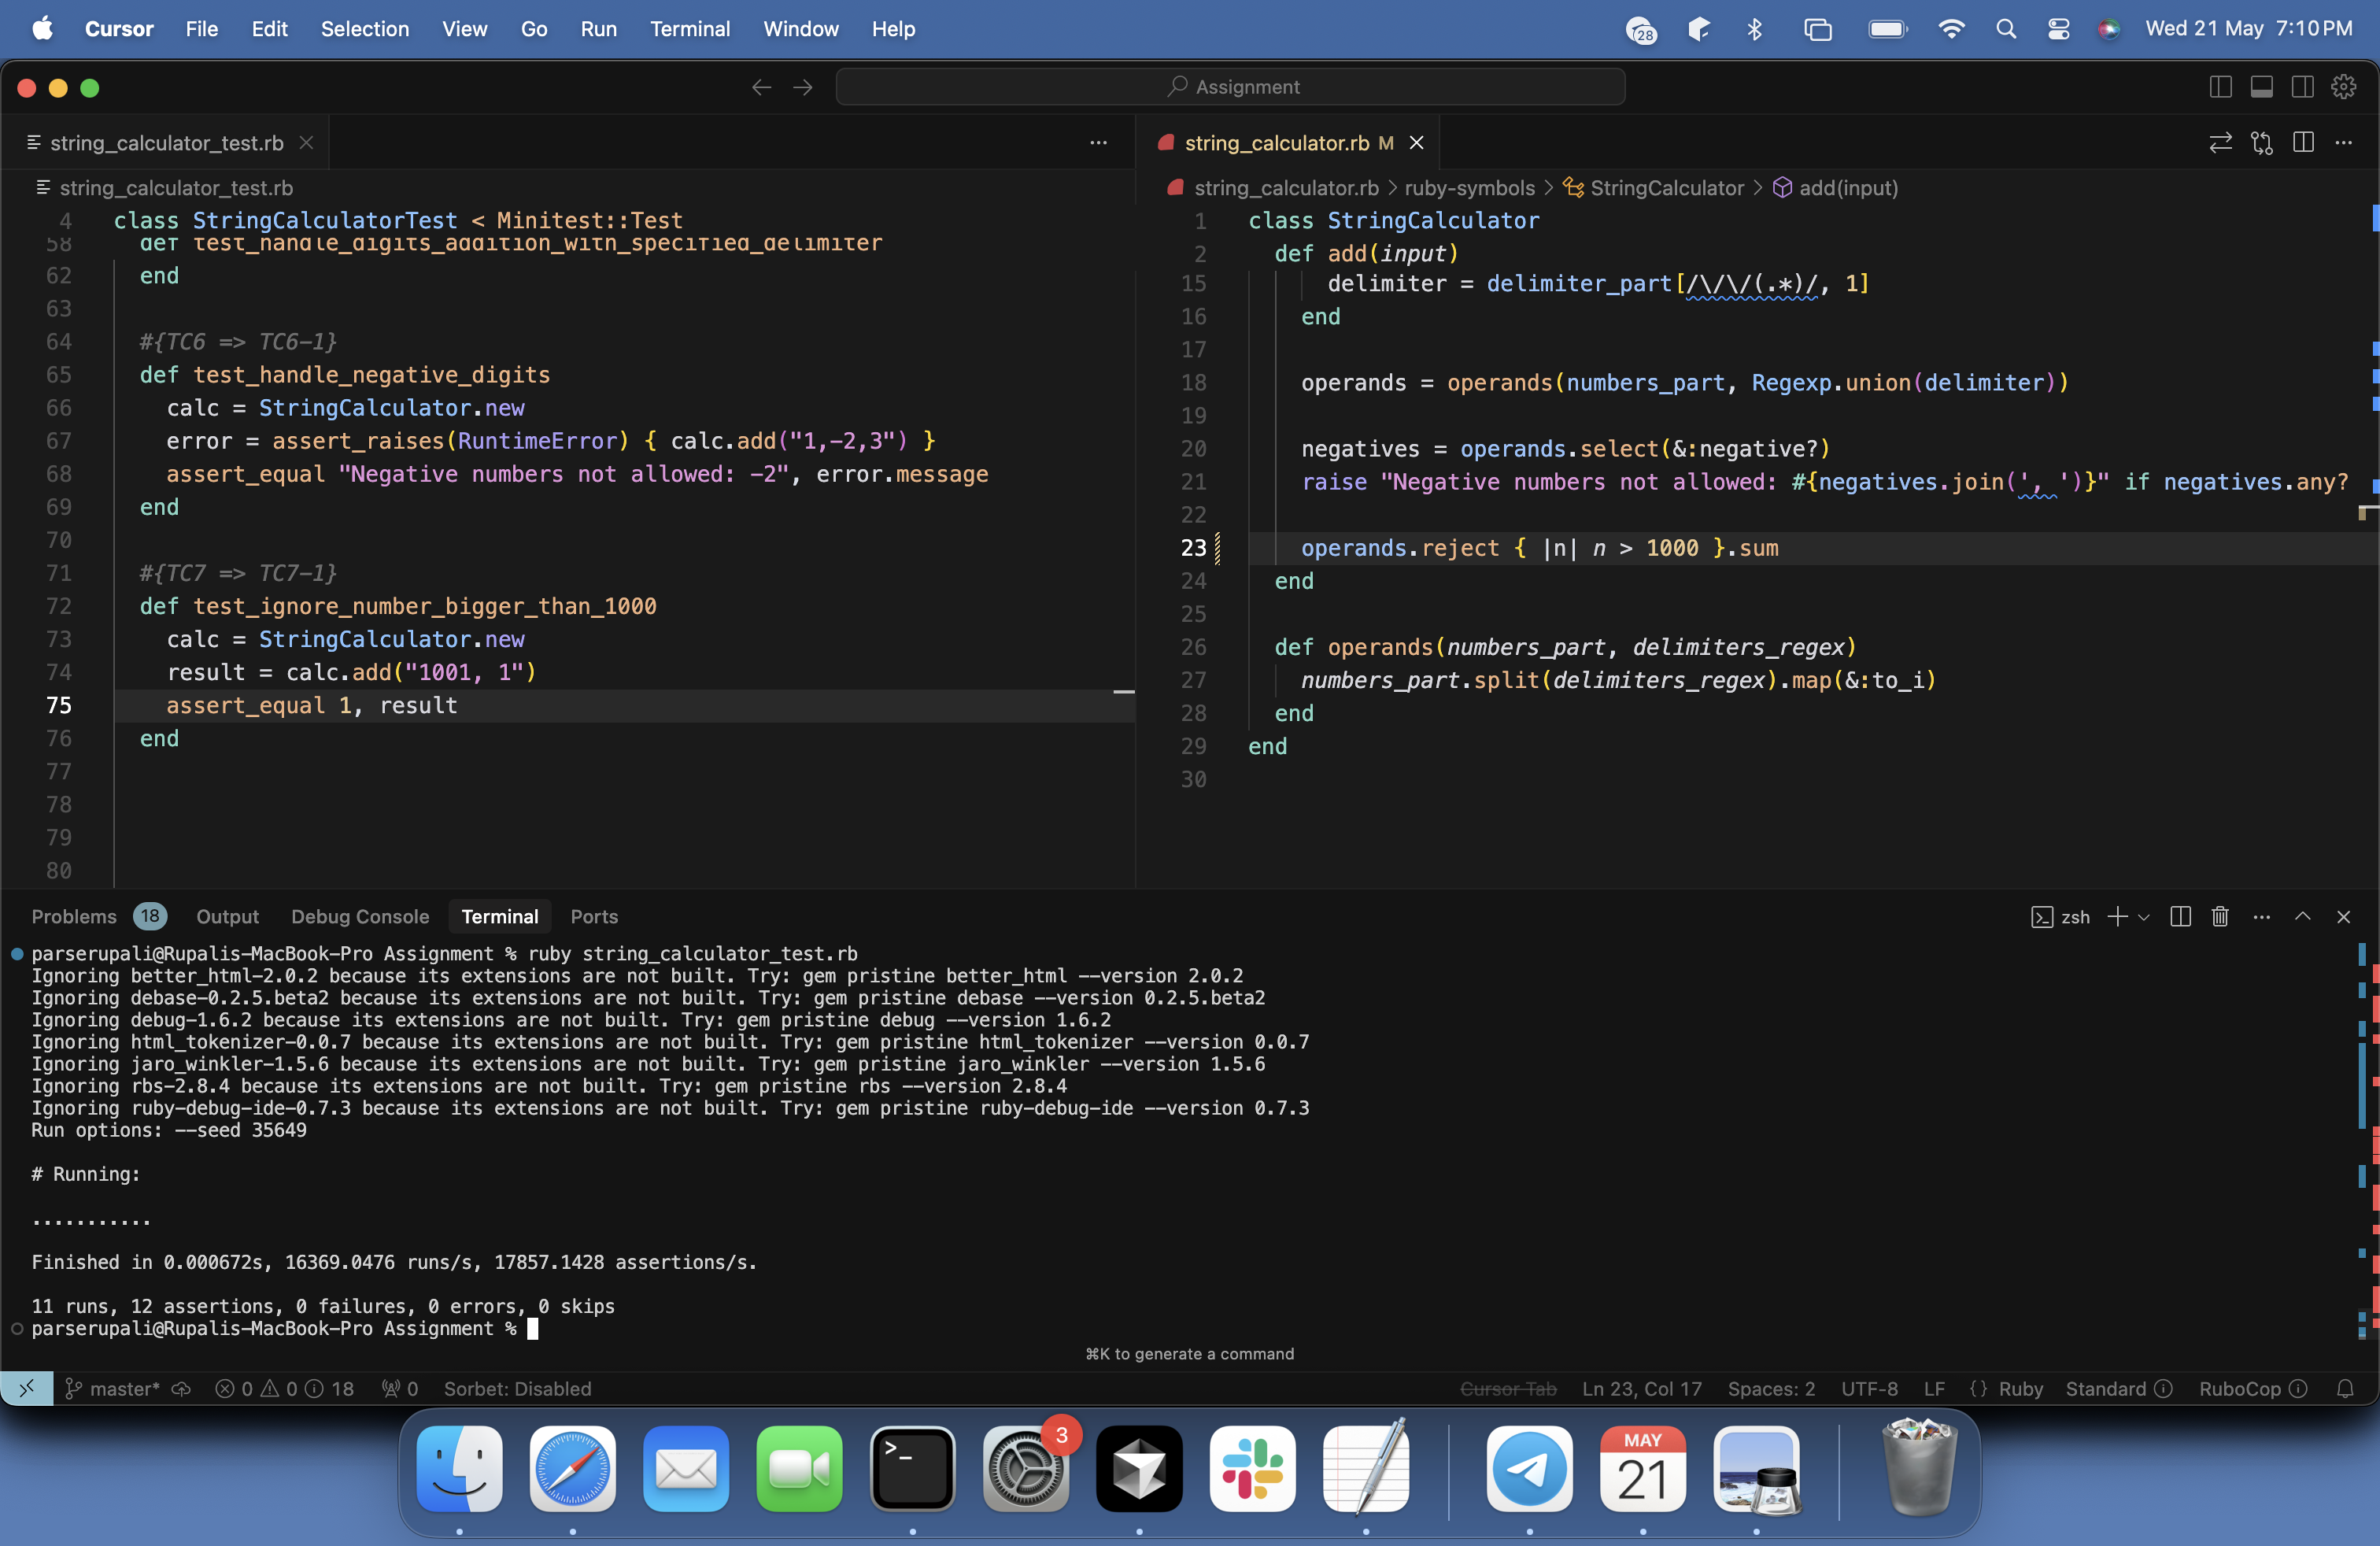 Cursor File Edit Selection View Go Run Terminal Window Help 28 Wed 21 May 7:10 PM
Assignment
string_calculator_test.rb
string_calculator_test.rb
4 class StringCalculatorTest < Minitest::Test
58 def test_handle_digits_addition_with_specified_delimiter
62 end
63
64 #{TC6 => TC6-1}
65 def test_handle_negative_digits
66 calc = StringCalculator.new
67 error = assert_raises(RuntimeError) { calc.add("1,-2,3") }
68 assert_equal "Negative numbers not allowed: -2", error.message
69 end
70
71 #{TC7 => TC7-1}
72 def test_ignore_number_bigger_than_1000
73 calc = StringCalculator.new
74 result = calc.add("1001, 1")
75 assert_equal 1, result
76 end
77
78
79
80
string_calculator.rb M
string_calculator.rb > ruby-symbols > StringCalculator > add(input)
1 class StringCalculator
2 def add(input)
15 delimiter = delimiter_part[/\/\/(.*)/, 1]
16 end
17
18 operands = operands(numbers_part, Regexp.union(delimiter))
19
20 negatives = operands.select(&:negative?)
21 raise "Negative numbers not allowed: #{negatives.join(', ')}" if negatives.any?
22
23 operands.reject { |n| n > 1000 }.sum
24 end
25
26 def operands(numbers_part, delimiters_regex)
27 numbers_part.split(delimiters_regex).map(&:to_i)
28 end
29 end
30
Problems 18 Output Debug Console Terminal Ports zsh
parserupali@Rupalis-MacBook-Pro Assignment % ruby string_calculator_test.rb
Ignoring better_html-2.0.2 because its extensions are not built. Try: gem pristine better_html --version 2.0.2
Ignoring debase-0.2.5.beta2 because its extensions are not built. Try: gem pristine debase --version 0.2.5.beta2
Ignoring debug-1.6.2 because its extensions are not built. Try: gem pristine debug --version 1.6.2
Ignoring html_tokenizer-0.0.7 because its extensions are not built. Try: gem pristine html_tokenizer --version 0.0.7
Ignoring jaro_winkler-1.5.6 because its extensions are not built. Try: gem pristine jaro_winkler --version 1.5.6
Ignoring rbs-2.8.4 because its extensions are not built. Try: gem pristine rbs --version 2.8.4
Ignoring ruby-debug-ide-0.7.3 because its extensions are not built. Try: gem pristine ruby-debug-ide --version 0.7.3
Run options: --seed 35649
# Running:
...........
Finished in 0.000672s, 16369.0476 runs/s, 17857.1428 assertions/s.
11 runs, 12 assertions, 0 failures, 0 errors, 0 skips
parserupali@Rupalis-MacBook-Pro Assignment %
⌘K to generate a command
master* 0 0 18 0 Sorbet: Disabled Cursor Tab Ln 23, Col 17 Spaces: 2 UTF-8 LF {} Ruby Standard RuboCop
3
MAY
21